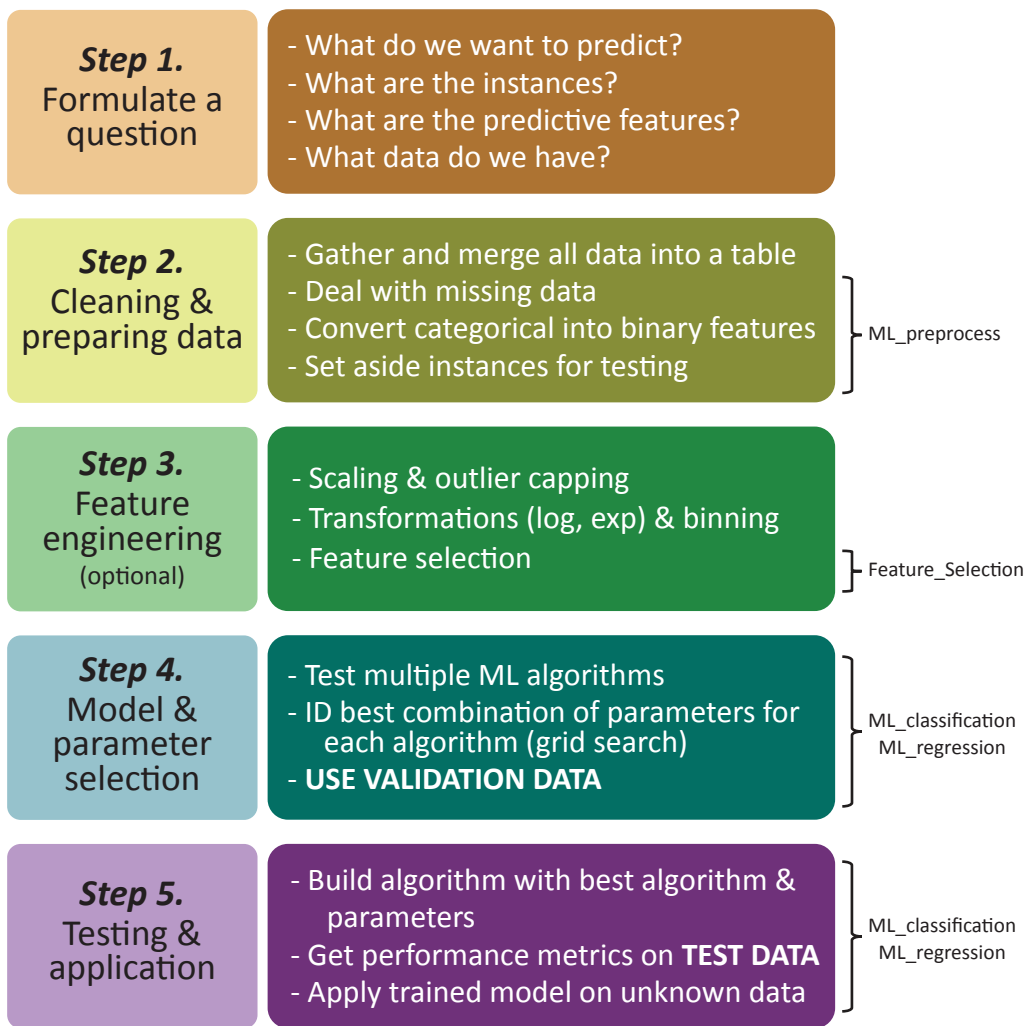 Step 1.
Formulate a
question
- What do we want to predict?
- What are the instances?
- What are the predictive features?
- What data do we have?
Step 2.
Cleaning &
preparing data
- Gather and merge all data into a table
- Deal with missing data
- Convert categorical into binary features
- Set aside instances for testing
ML_preprocess
Step 3.
Feature
engineering
(optional)
- Scaling & outlier capping
- Transformations (log, exp) & binning
- Feature selection
Feature_Selection
Step 4.
Model &
parameter
selection
- Test multiple ML algorithms
- ID best combination of parameters for
each algorithm (grid search)
- USE VALIDATION DATA
ML_classification
ML_regression
Step 5.
Testing &
application
- Build algorithm with best algorithm &
parameters
- Get performance metrics on TEST DATA
- Apply trained model on unknown data
ML_classification
ML_regression